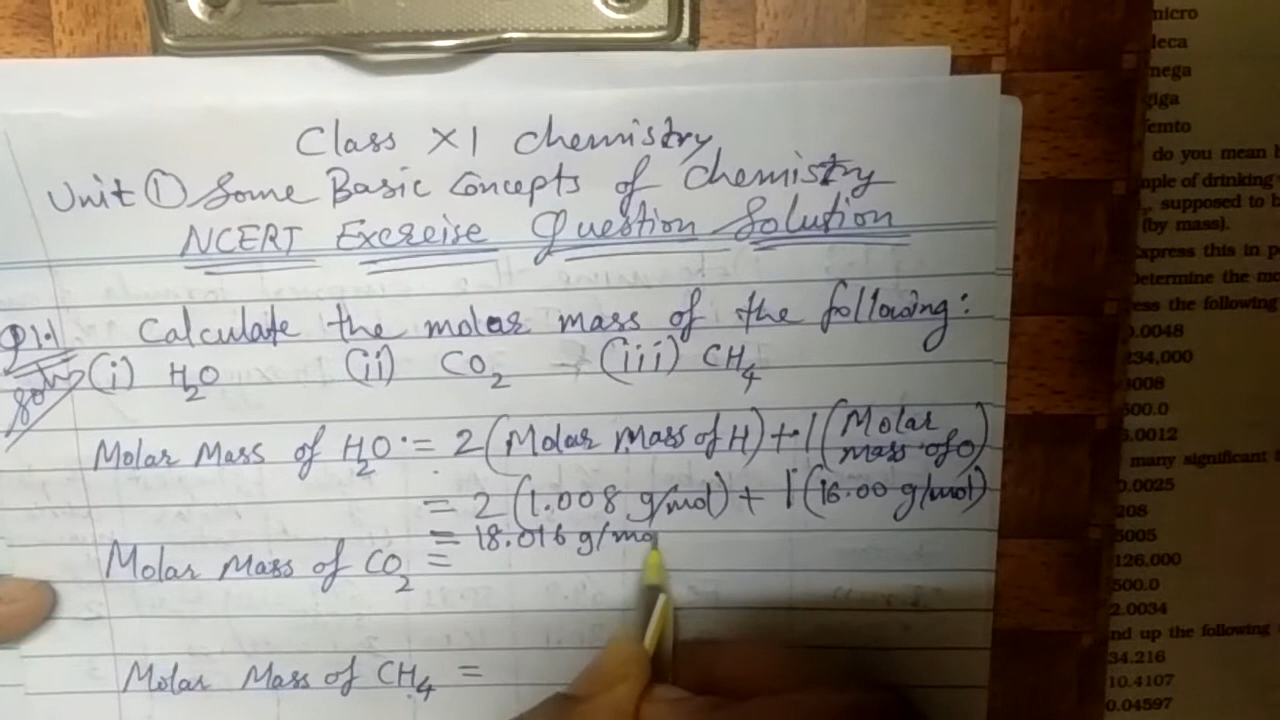 Class XI chemistry
Unit ① Some Basic Concepts of chemistry
NCERT Exercise Question Solution
Q1.1 Calculate the molar mass of the following:
Soln (i) H2O (ii) CO2 (iii) CH4
Molar Mass of H2O = 2 (Molar Mass of H) + 1 (Molar mass of O)
= 2 (1.008 g/mol) + 1 (16.00 g/mol)
= 18.016 g/mo
Molar Mass of CO2 =
Molar Mass of CH4 =
micro
deca
mega
giga
femto
do you mean
of drinking
supposed to
(by mass).
Express this in
Determine the
the following
0.0048
234,000
8008
500.0
6.0012
many significant
0.0025
208
5005
126,000
500.0
2.0034
up the following
34.216
10.4107
0.04597